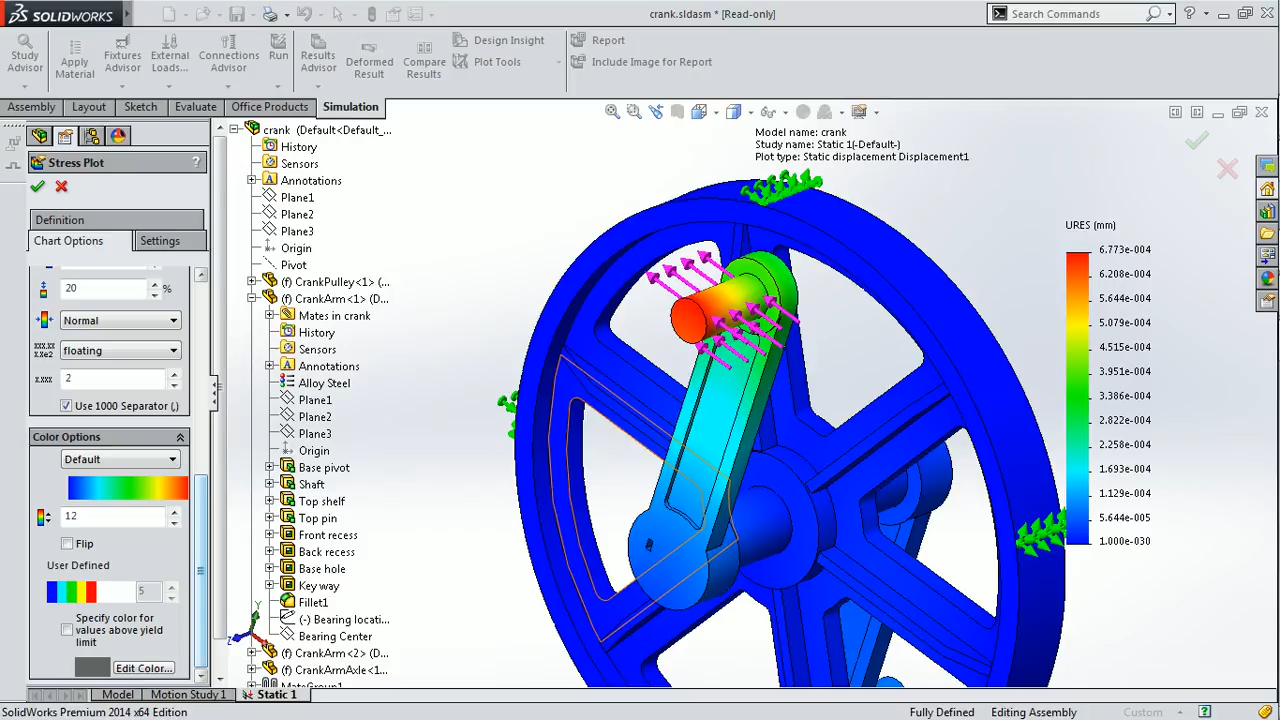 SOLIDWORKS
crank.sldasm * [Read-only]
Search Commands
Study Advisor
Apply Material
Fixtures Advisor
External Loads...
Connections Advisor
Run
Results Advisor
Deformed Result
Compare Results
Design Insight
Plot Tools
Report
Include Image for Report
Assembly
Layout
Sketch
Evaluate
Office Products
Simulation
Stress Plot
?
Definition
Chart Options
Settings
20
%
Normal
xxx.xx
x.xxe2
floating
x.xxx
2
Use 1000 Separator (,)
Color Options
Default
12
Flip
User Defined
5
Specify color for
values above yield
limit
Edit Color...
crank (Default<Default_...
History
Sensors
Annotations
Plane1
Plane2
Plane3
Origin
Pivot
(f) CrankPulley<1> (...
(f) CrankArm<1> (D...
Mates in crank
History
Sensors
Annotations
Alloy Steel
Plane1
Plane2
Plane3
Origin
Base pivot
Shaft
Top shelf
Top pin
Front recess
Back recess
Base hole
Key way
Fillet1
(-) Bearing locati...
Bearing Center
(f) CrankArm<2> (D...
(f) CrankArmAxle<1...
Model name: crank
Study name: Static 1(-Default-)
Plot type: Static displacement Displacement1
URES (mm)
6.773e-004
6.208e-004
5.644e-004
5.079e-004
4.515e-004
3.951e-004
3.386e-004
2.822e-004
2.258e-004
1.693e-004
1.129e-004
5.644e-005
1.000e-030
Y
Z
Model
Motion Study 1
Static 1
SolidWorks Premium 2014 x64 Edition
Fully Defined
Editing Assembly
Custom